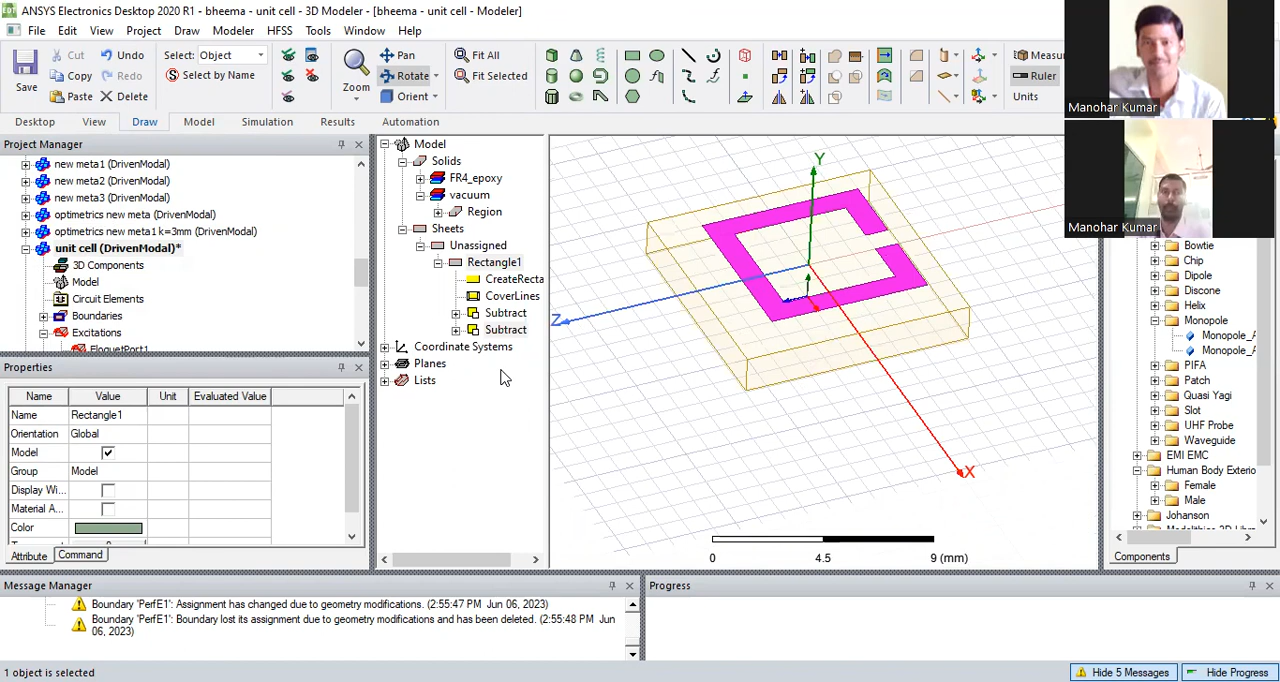 ANSYS Electronics Desktop 2020 R1 - bheema - unit cell - 3D Modeler - [bheema - unit cell - Modeler]
File Edit View Project Draw Modeler HFSS Tools Window Help
Save Cut Copy Paste Undo Redo Delete
Select: Object
Select by Name
Zoom Pan Rotate Orient
Fit All
Fit Selected
Measu
Ruler
Units
Manohar Kumar
Manohar Kumar
Desktop View Draw Model Simulation Results Automation
Project Manager
new meta1 (DrivenModal)
new meta2 (DrivenModal)
new meta3 (DrivenModal)
optimetrics new meta (DrivenModal)
optimetrics new meta1 k=3mm (DrivenModal)
unit cell (DrivenModal)*
3D Components
Model
Circuit Elements
Boundaries
Excitations
FloquetPort1
Model
Solids
FR4_epoxy
vacuum
Region
Sheets
Unassigned
Rectangle1
CreateRecta
CoverLines
Subtract
Subtract
Coordinate Systems
Planes
Lists
Y
Z
X
0 4.5 9 (mm)
Bowtie
Chip
Dipole
Discone
Helix
Monopole
Monopole_A
Monopole_A
PIFA
Patch
Quasi Yagi
Slot
UHF Probe
Waveguide
EMI EMC
Human Body Exterio
Female
Male
Johanson
Components
Properties
Name Value Unit Evaluated Value
Name Rectangle1
Orientation Global
Model
Group Model
Display Wi...
Material A...
Color
Attribute Command
Message Manager
Boundary 'PerfE1': Assignment has changed due to geometry modifications. (2:55:47 PM Jun 06, 2023)
Boundary 'PerfE1': Boundary lost its assignment due to geometry modifications and has been deleted. (2:55:48 PM Jun
06, 2023)
Progress
1 object is selected
Hide 5 Messages
Hide Progress